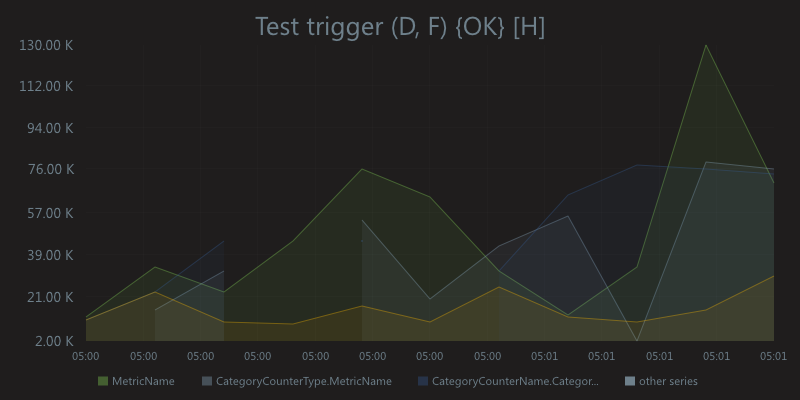 Test trigger (D, F) {OK} [H]
130.00 K
112.00 K
94.00 K
76.00 K
57.00 K
39.00 K
21.00 K
2.00 K
05:00 05:00 05:00 05:00 05:00 05:00 05:00 05:00 05:01 05:01 05:01 05:01 05:01
MetricName CategoryCounterType.MetricName CategoryCounterName.Categor... other series